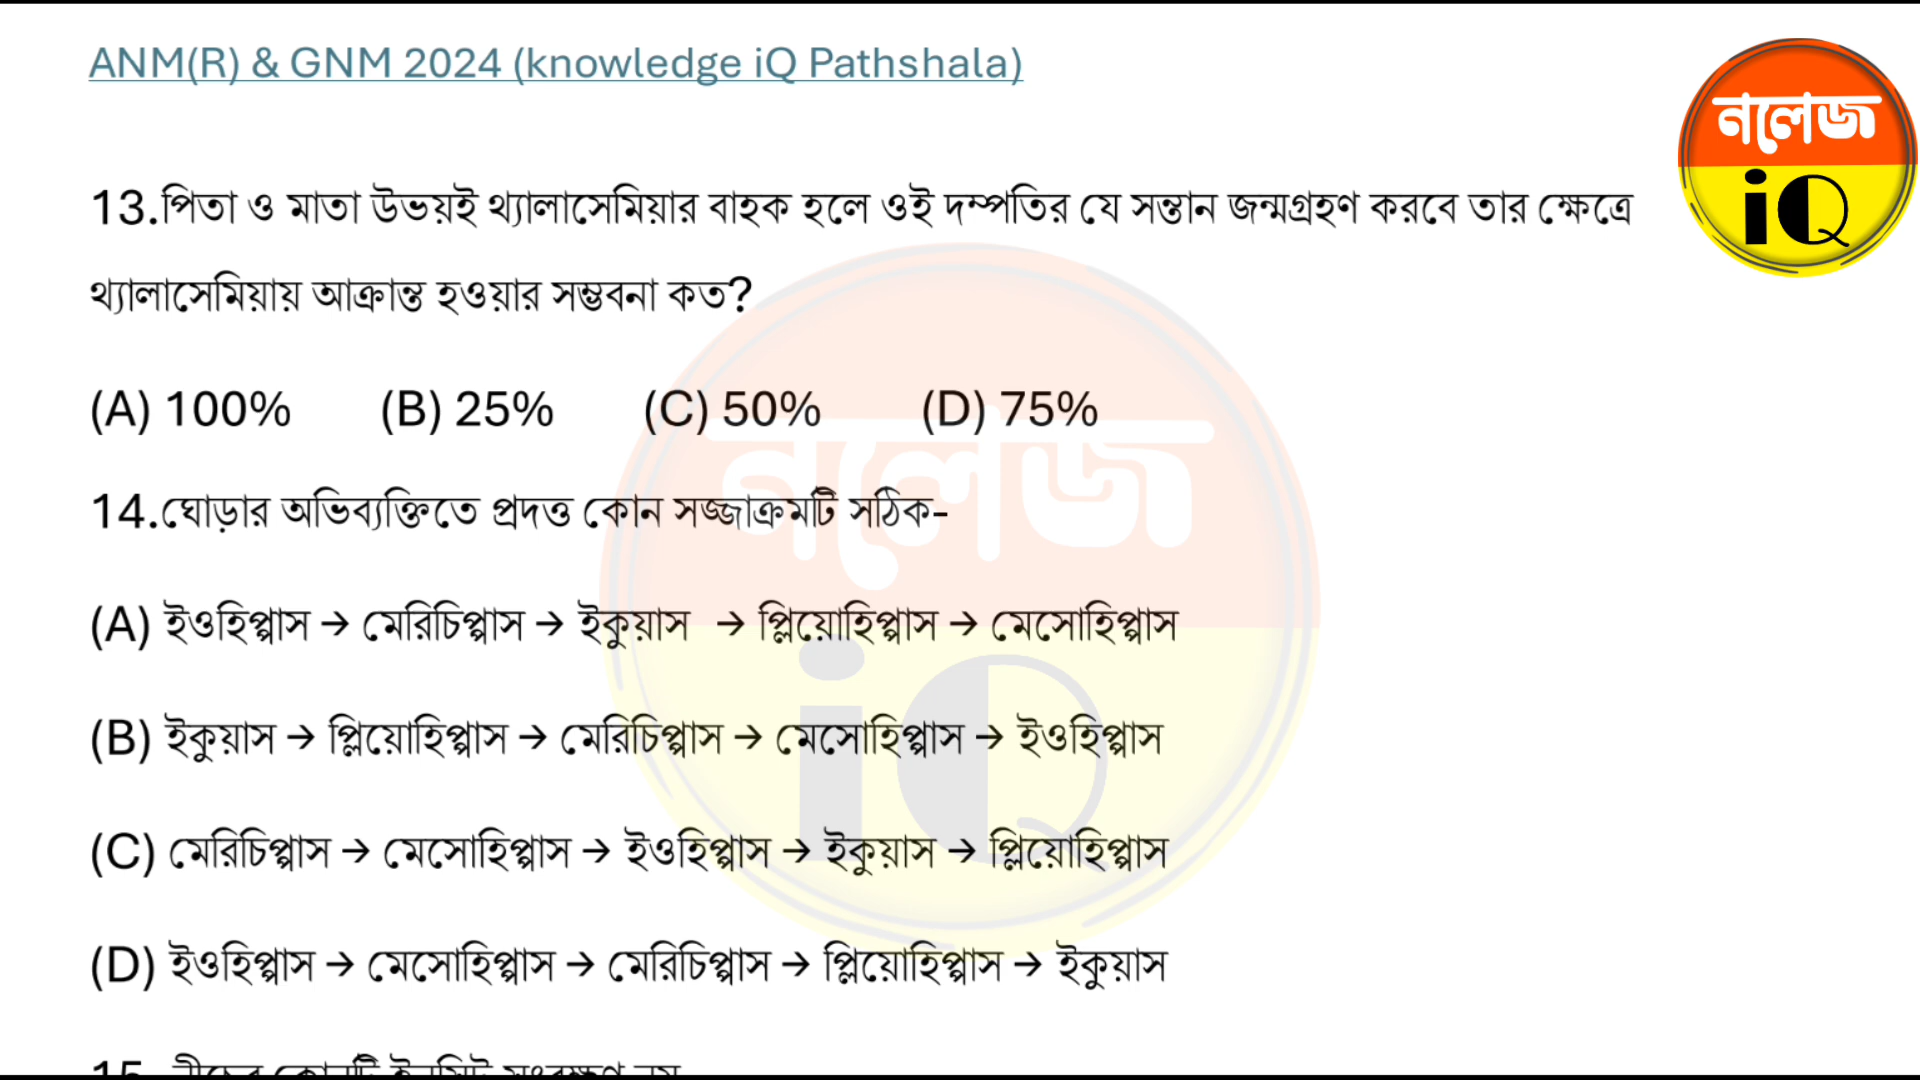 ANM(R) & GNM 2024 (knowledge iQ Pathshala)
নলেজ
iQ
13.পিতা ও মাতা উভয়ই থ্যালাসেমিয়ার বাহক হলে ওই দম্পতির যে সন্তান জন্মগ্রহণ করবে তার ক্ষেত্রে
থ্যালাসেমিয়ায় আক্রান্ত হওয়ার সম্ভবনা কত?
(A) 100% (B) 25% (C) 50% (D) 75%
14.ঘোড়ার অভিব্যক্তিতে প্রদত্ত কোন সজ্জাক্রমটি সঠিক-
(A) ইওহিপ্পাস → মেরিচিপ্পাস → ইকুয়াস → প্লিয়োহিপ্পাস → মেসোহিপ্পাস
(B) ইকুয়াস → প্লিয়োহিপ্পাস → মেরিচিপ্পাস → মেসোহিপ্পাস → ইওহিপ্পাস
(C) মেরিচিপ্পাস → মেসোহিপ্পাস → ইওহিপ্পাস → ইকুয়াস → প্লিয়োহিপ্পাস
(D) ইওহিপ্পাস → মেসোহিপ্পাস → মেরিচিপ্পাস → প্লিয়োহিপ্পাস → ইকুয়াস